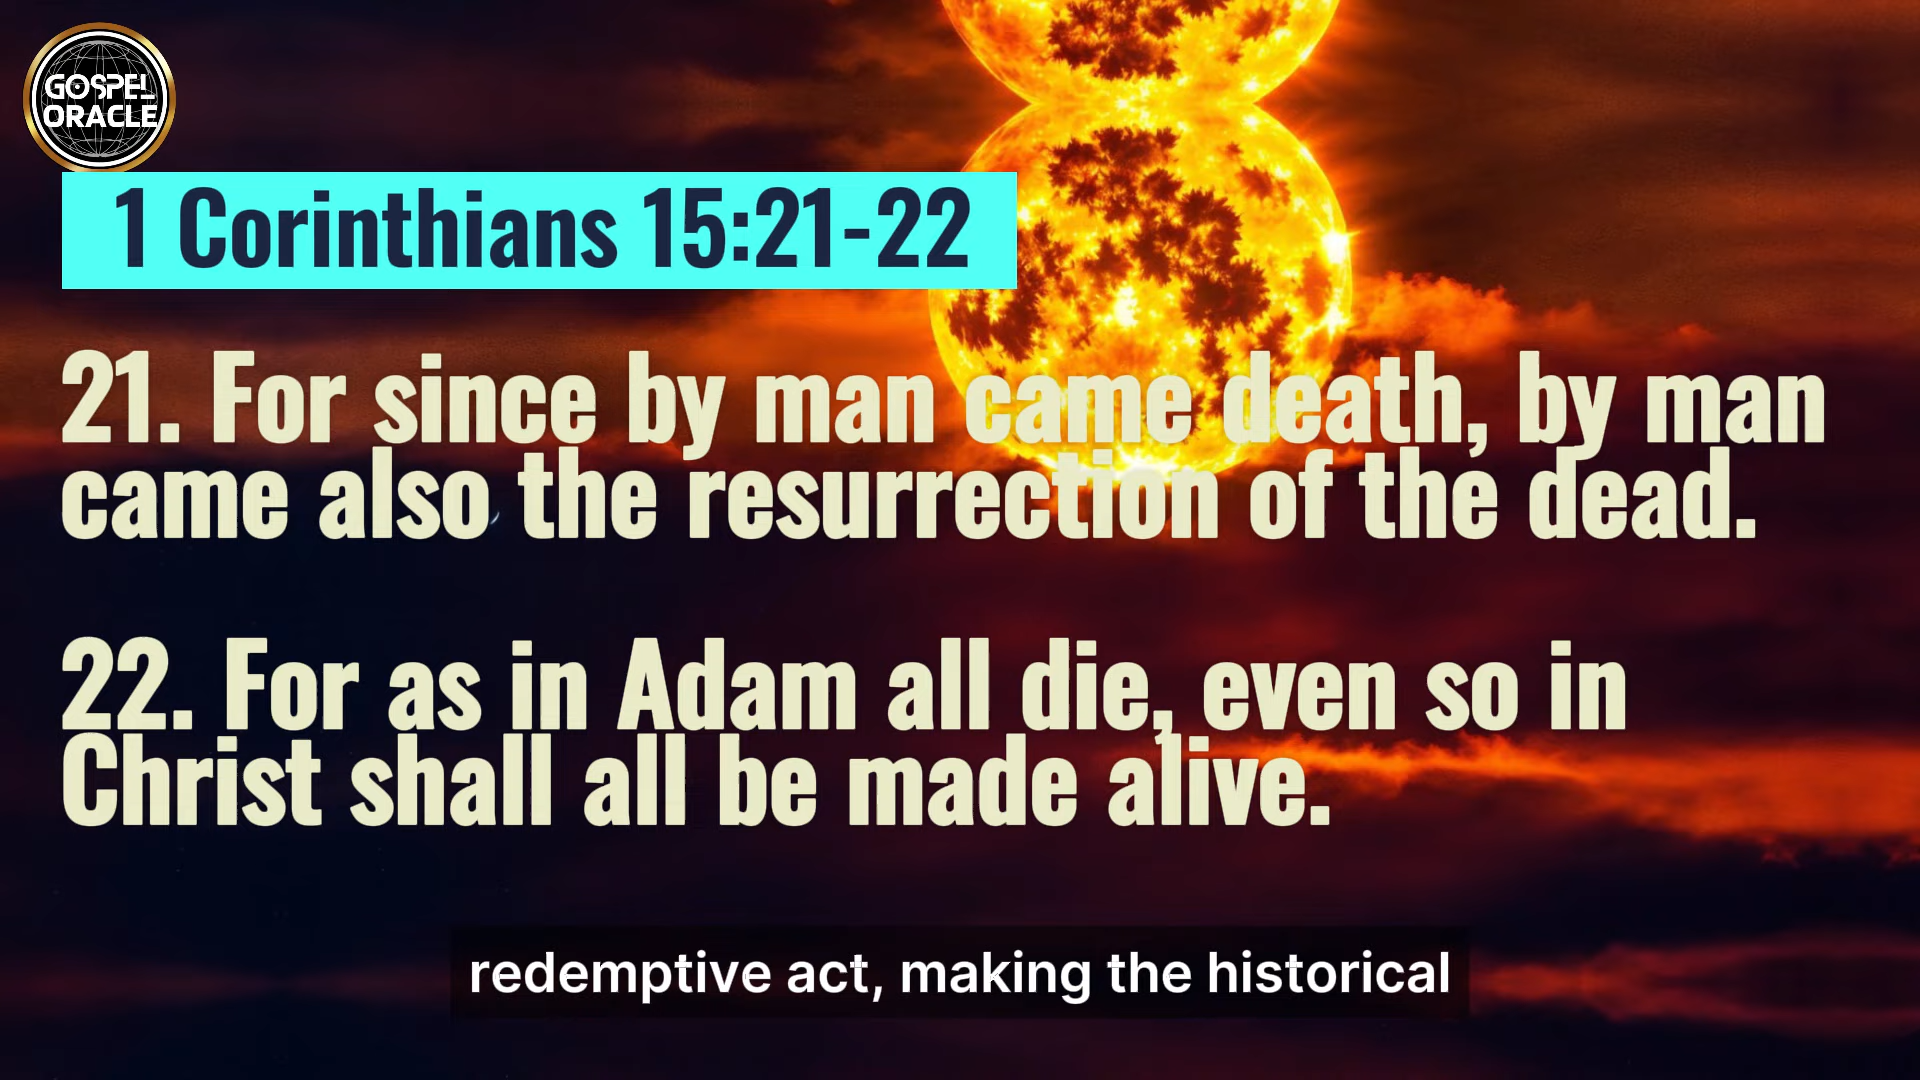 GOSPEL
ORACLE
1 Corinthians 15:21-22
21. For since by man came death, by man
came also the resurrection of the dead.
22. For as in Adam all die, even so in
Christ shall all be made alive.
redemptive act, making the historical